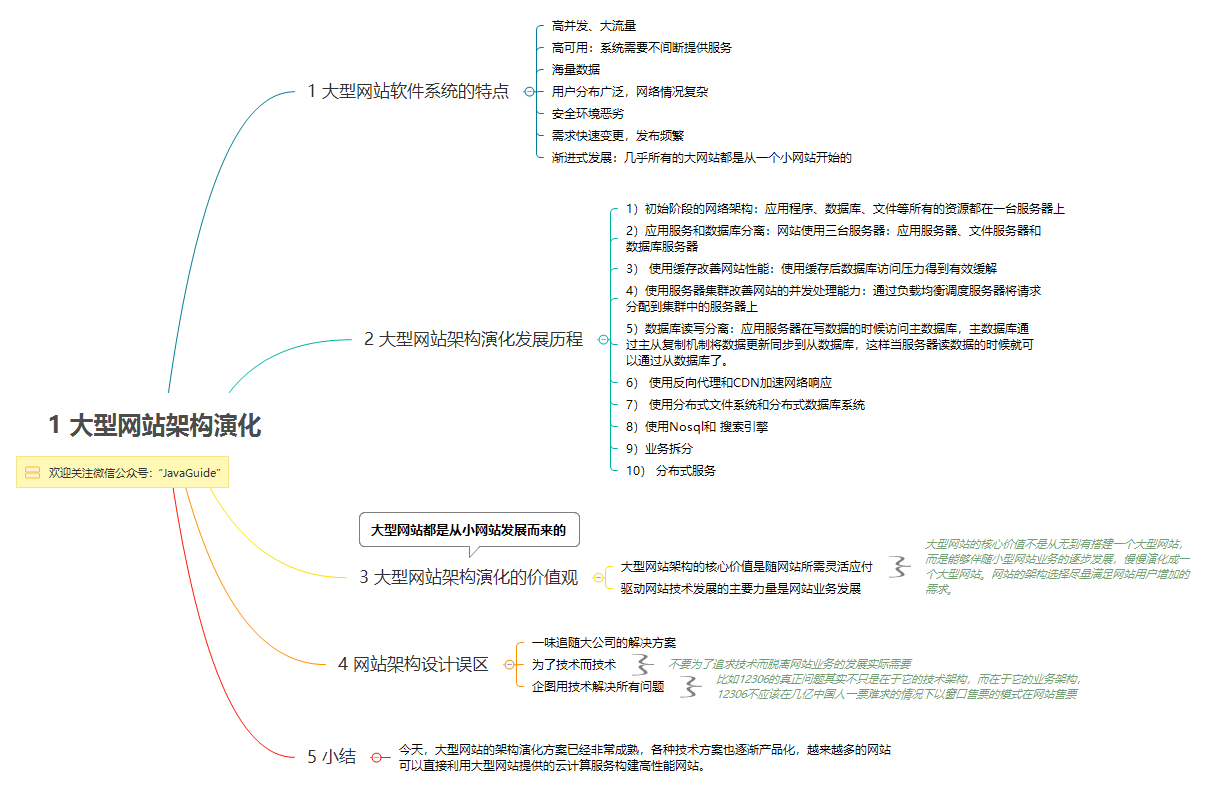 1 大型网站架构演化
欢迎关注微信公众号：“JavaGuide”
1 大型网站软件系统的特点
高并发、大流量
高可用：系统需要不间断提供服务
海量数据
用户分布广泛，网络情况复杂
安全环境恶劣
需求快速变更，发布频繁
渐进式发展：几乎所有的大网站都是从一个小网站开始的
2 大型网站架构演化发展历程
1）初始阶段的网络架构：应用程序、数据库、文件等所有的资源都在一台服务器上
2）应用服务和数据库分离：网站使用三台服务器：应用服务器、文件服务器和
数据库服务器
3） 使用缓存改善网站性能：使用缓存后数据库访问压力得到有效缓解
4）使用服务器集群改善网站的并发处理能力：通过负载均衡调度服务器将请求
分配到集群中的服务器上
5）数据库读写分离：应用服务器在写数据的时候访问主数据库，主数据库通
过主从复制机制将数据更新同步到从数据库，这样当服务器读数据的时候就可
以通过从数据库了。
6） 使用反向代理和CDN加速网络响应
7） 使用分布式文件系统和分布式数据库系统
8）使用Nosql和 搜索引擎
9）业务拆分
10） 分布式服务
大型网站都是从小网站发展而来的
3 大型网站架构演化的价值观
大型网站架构的核心价值是随网站所需灵活应付
大型网站的核心价值不是从无到有搭建一个大型网站，
而是能够伴随小型网站业务的逐步发展，慢慢演化成一
个大型网站。网站的架构选择尽量满足网站用户增加的
需求。
驱动网站技术发展的主要力量是网站业务发展
4 网站架构设计误区
一味追随大公司的解决方案
为了技术而技术
不要为了追求技术而脱离网站业务的发展实际需要
企图用技术解决所有问题
比如12306的真正问题其实不只是在于它的技术架构，而在于它的业务架构，
12306不应该在几亿中国人一票难求的情况下以窗口售票的模式在网站售票
5 小结
今天，大型网站的架构演化方案已经非常成熟，各种技术方案也逐渐产品化，越来越多的网站
可以直接利用大型网站提供的云计算服务构建高性能网站。